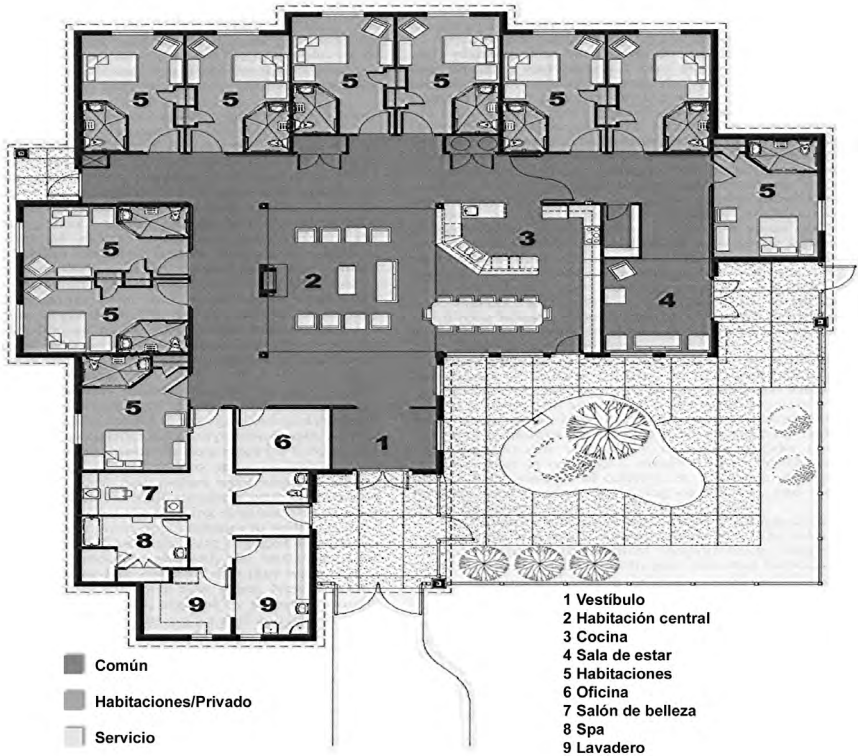 5
5
5
5
5
5
5
5
3
2
5
4
5
6
1
7
8
9
9
1 Vestíbulo
2 Habitación central
3 Cocina
4 Sala de estar
5 Habitaciones
6 Oficina
7 Salón de belleza
8 Spa
9 Lavadero
Común
Habitaciones/Privado
Servicio